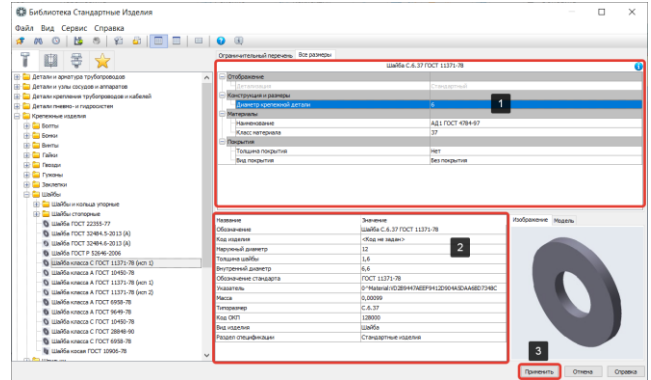 Библиотека Стандартные Изделия
Файл Вид Сервис Справка
Ограничительный перечень Все размеры
Шайба C.6.37 ГОСТ 11371-78
Отображение
Детализация Стандартный
Конструкция и размеры
Диаметр крепежной детали 6
1
Материалы
Наименование АД1 ГОСТ 4784-97
Класс материала 37
Покрытия
Толщина покрытия Нет
Вид покрытия Без покрытия
Детали и арматура трубопроводов
Детали и узлы сосудов и аппаратов
Детали крепления трубопроводов и кабелей
Детали пневмо- и гидросистем
Крепежные изделия
Болты
Бонки
Винты
Гайки
Гвозди
Гужоны
Заклепки
Шайбы
Шайбы и кольца упорные
Шайбы стопорные
Шайба ГОСТ 22355-77
Шайба ГОСТ 32484.5-2013 (A)
Шайба ГОСТ 32484.6-2013 (A)
Шайба ГОСТ Р 52646-2006
Шайба класса C ГОСТ 11371-78 (исп 1)
Шайба класса A ГОСТ 10450-78
Шайба класса A ГОСТ 11371-78 (исп 1)
Шайба класса A ГОСТ 11371-78 (исп 2)
Шайба класса A ГОСТ 6958-78
Шайба класса A ГОСТ 9649-78
Шайба класса C ГОСТ 10450-78
Шайба класса C ГОСТ 28848-90
Шайба класса C ГОСТ 6958-78
Шайба косая ГОСТ 10906-78
Название Значение
Обозначение Шайба C.6.37 ГОСТ 11371-78
Код изделия <Код не задан>
Наружный диаметр 12
2
Толщина шайбы 1,6
Внутренний диаметр 6,6
Обозначение стандарта ГОСТ 11371-78
Указатель
Масса 0,00099
Типоразмер C.6.37
Код ОКП 128000
Вид изделия Шайба
Раздел спецификации Стандартные изделия
Изображение Модель
3
Применить Отмена Справка